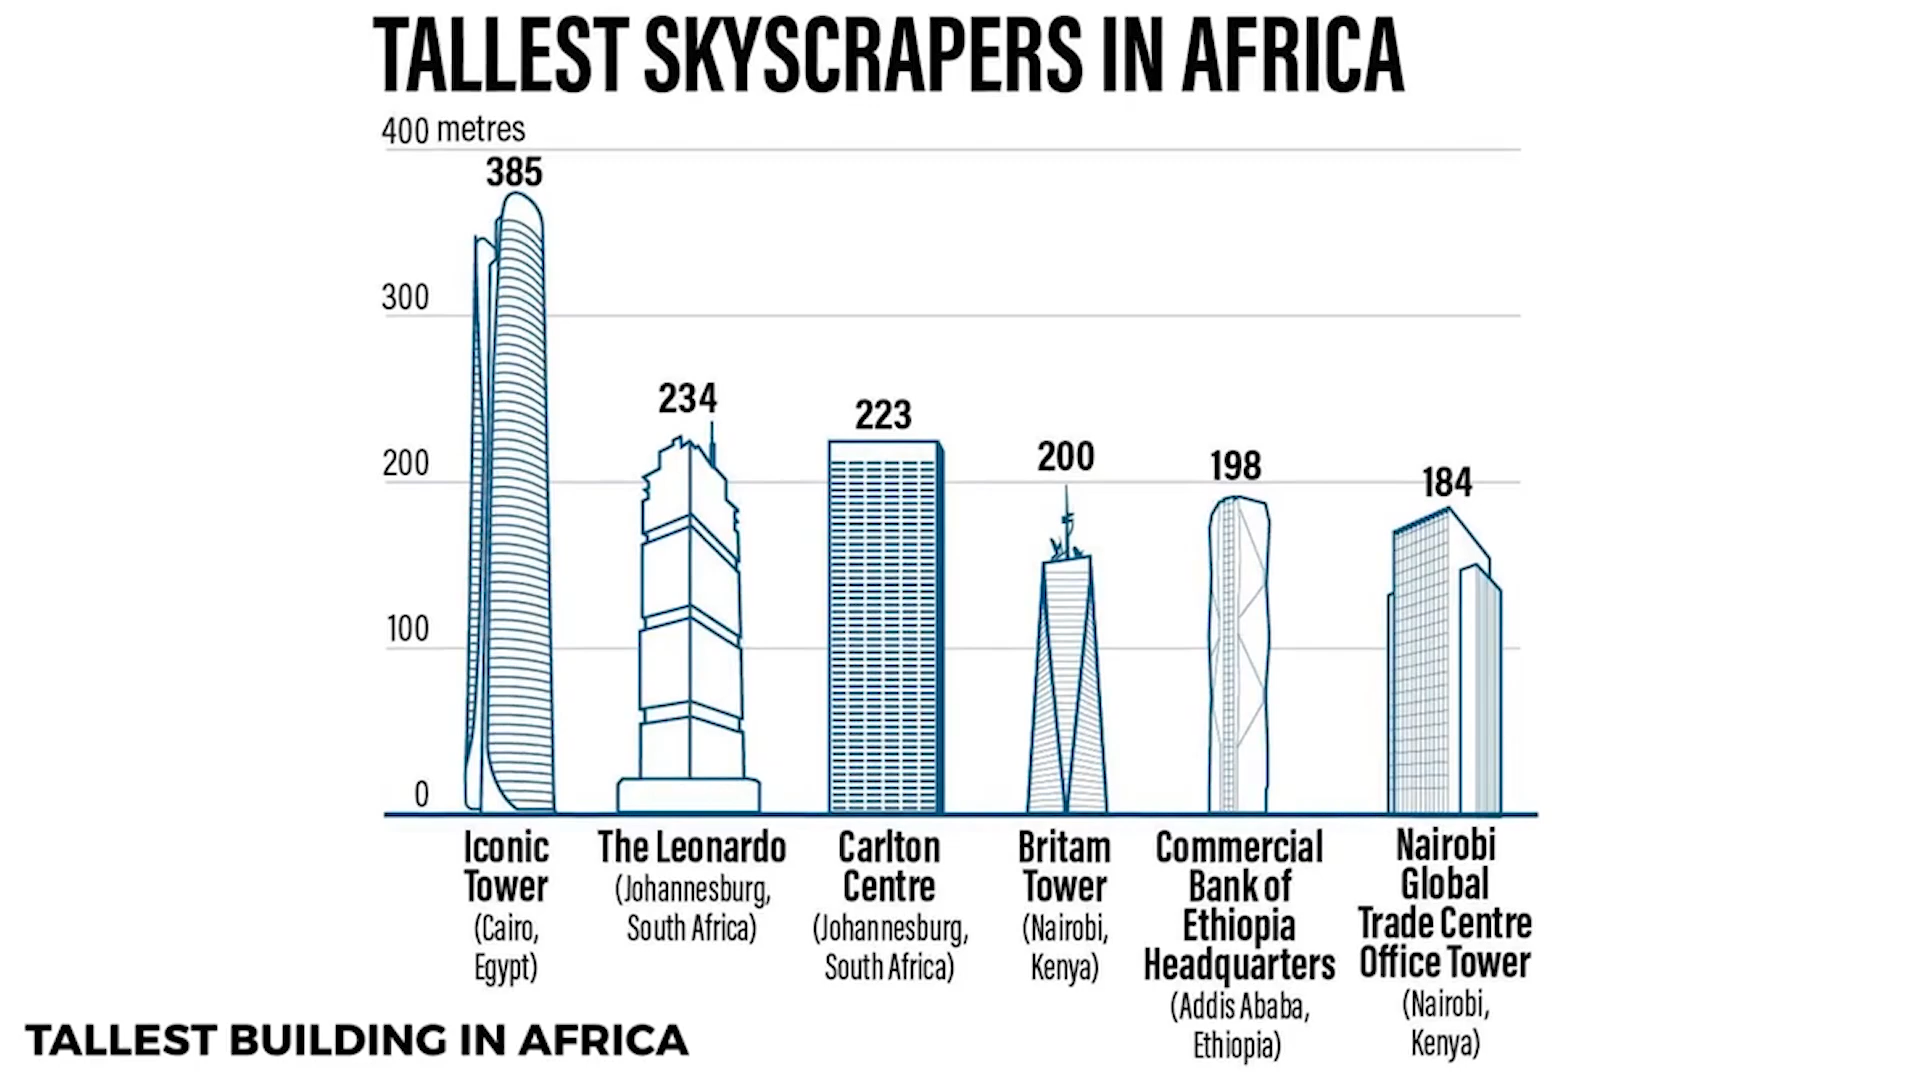 TALLEST SKYSCRAPERS IN AFRICA
400 metres
385
300
234
223
200
200
198
184
100
0
Iconic
Tower
(Cairo,
Egypt)
The Leonardo
(Johannesburg,
South Africa)
Carlton
Centre
(Johannesburg,
South Africa)
Britam
Tower
(Nairobi,
Kenya)
Commercial
Bank of
Ethiopia
Headquarters
(Addis Ababa,
Ethiopia)
Nairobi
Global
Trade Centre
Office Tower
(Nairobi,
Kenya)
TALLEST BUILDING IN AFRICA